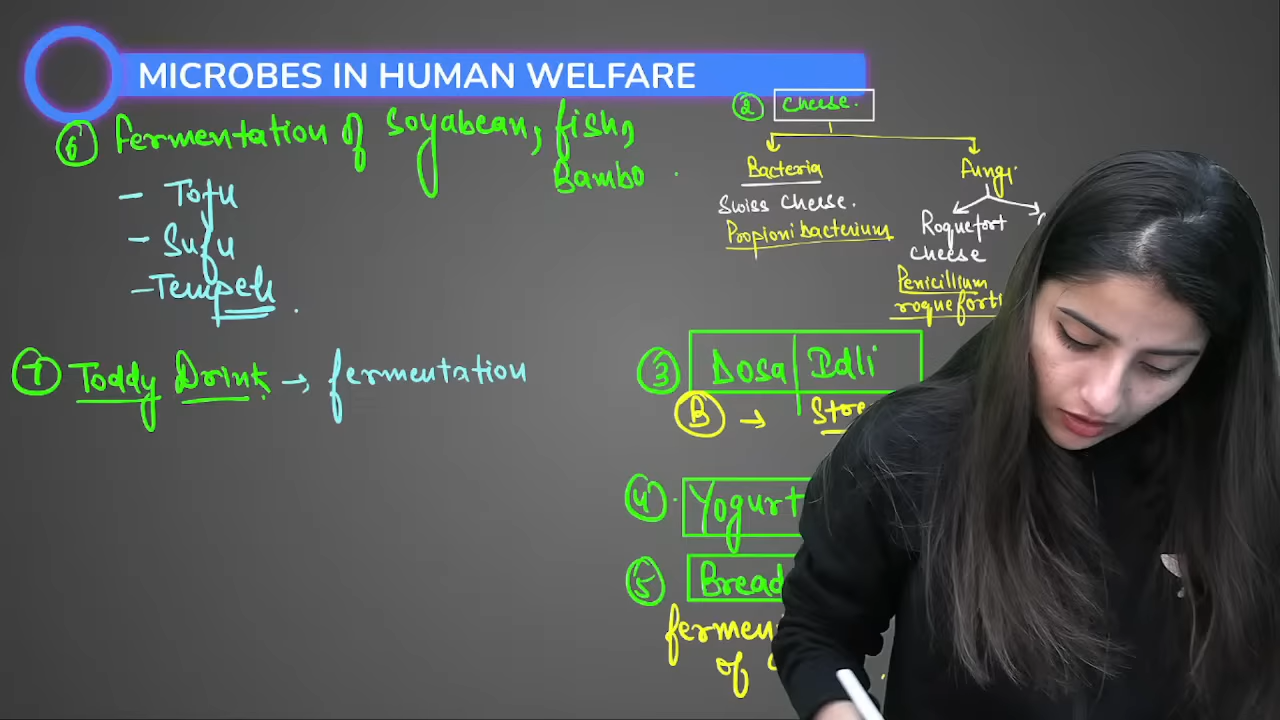 MICROBES IN HUMAN WELFARE
⑥ fermentation of Soyabean, fish,
Bambo
- Tofu
- Sufu
- Tempeh
⑦ Toddy Drink → fermentation
② Cheese.
Bacteria
Swiss cheese.
Propionibacterium
Fungi
Roquefort
cheese
Penicillium
roqueforti
③ Dosa Idli
B →
④ Yogurt
⑤ Bread
of